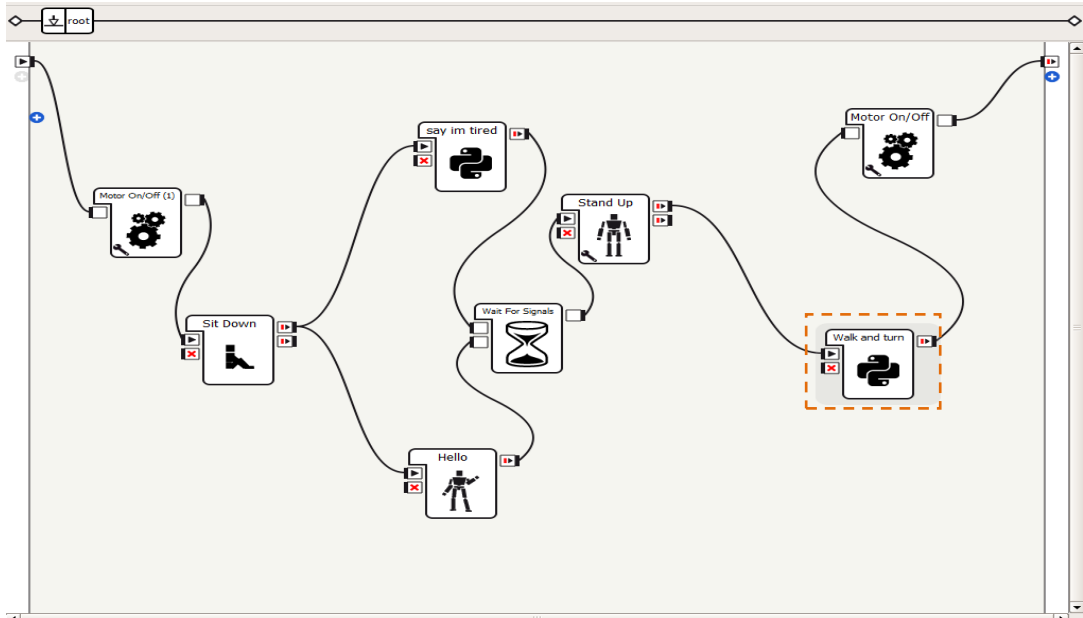 root
say im tired
Motor On/Off
Motor On/Off (1)
Stand Up
Wait For Signals
Sit Down
Walk and turn
Hello